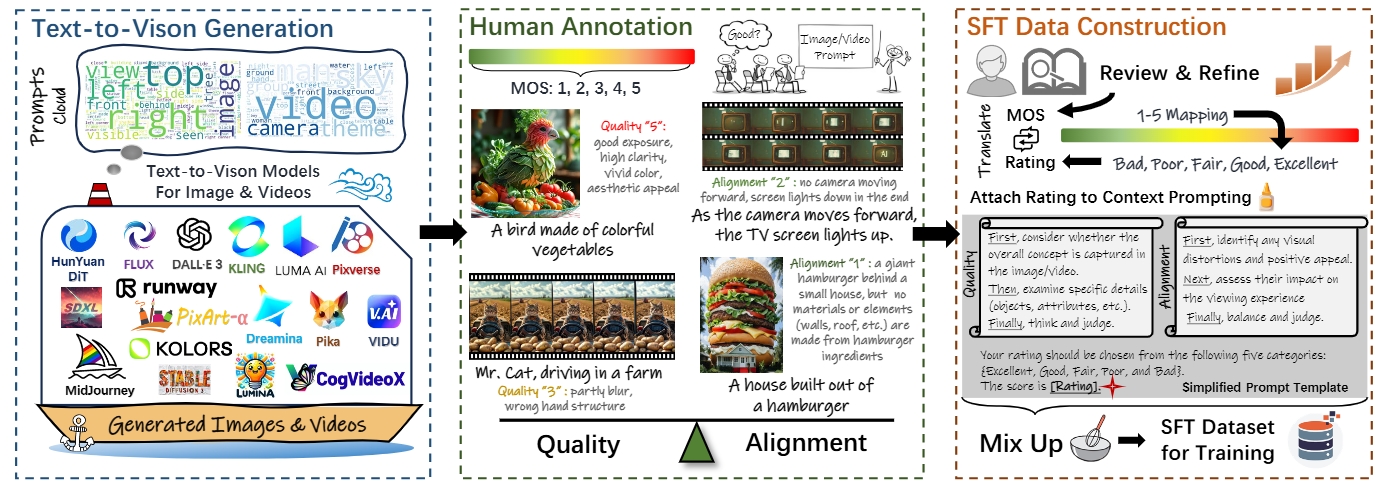 Text-to-Vison Generation
Prompts
cloud
view
top
left
right
image
front
behind
side
visible
seen
tree
man
sky
video
camera
theme
background
water
ground
street
Text-to-Vison Models
For Image & Videos
HunYuan
DiT
FLUX
DALL·E 3
KLING
LUMA AI
Pixverse
SDXL
runway
PixArt-α
Dreamina
Pika
V.AI
VIDU
MidJourney
KOLORS
STABLE
DIFFUSION 3
LUMINA
CogVideoX
Generated Images & Videos
Human Annotation
MOS: 1, 2, 3, 4, 5
Good?
Image/Video
Prompt
Quality "5":
good exposure,
high clarity,
vivid color,
aesthetic appeal
A bird made of colorful
vegetables
AI
Alignment "2" : no camera moving
forward, screen lights down in the end
As the camera moves forward,
the TV screen lights up.
Mr. Cat, driving in a farm
Quality "3" : partly blur,
wrong hand structure
Alignment "1" : a giant
hamburger behind a
small house, but no
materials or elements
(walls, roof, etc.) are
made from hamburger
ingredients
A house built out of
a hamburger
Quality
Alignment
SFT Data Construction
Review & Refine
Translate
MOS
Rating
1-5 Mapping
Bad, Poor, Fair, Good, Excellent
Attach Rating to Context Prompting
Quality
First, consider whether the
overall concept is captured in
the image/video.
Then, examine specific details
(objects, attributes, etc.).
Finally, think and judge.
Alignment
First, identify any visual
distortions and positive appeal.
Next, assess their impact on
the viewing experience
Finally, balance and judge.
Your rating should be chosen from the following five categories:
{Excellent, Good, Fair, Poor, and Bad}.
The score is [Rating].
Simplified Prompt Template
Mix Up
SFT Dataset
for Training